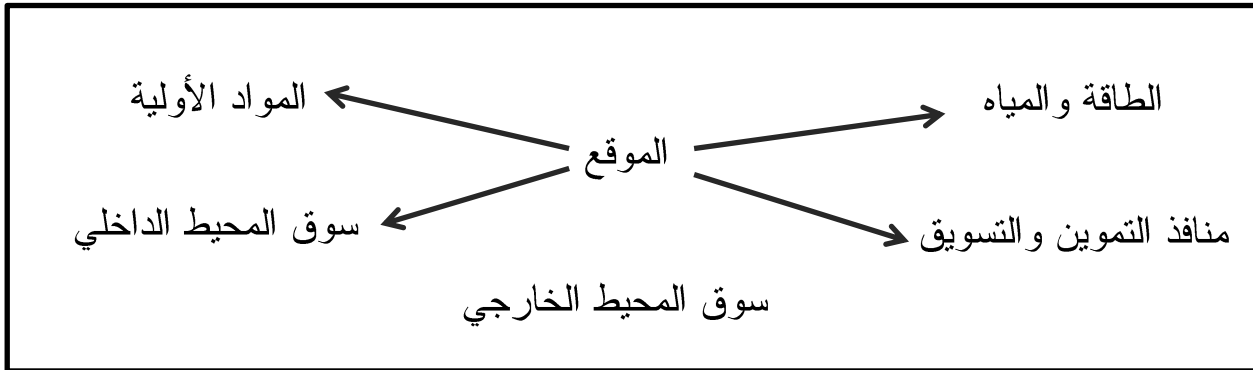 الطاقة والمياه
المواد الأولية
الموقع
منافذ التموين والتسويق
سوق المحيط الداخلي
سوق المحيط الخارجي